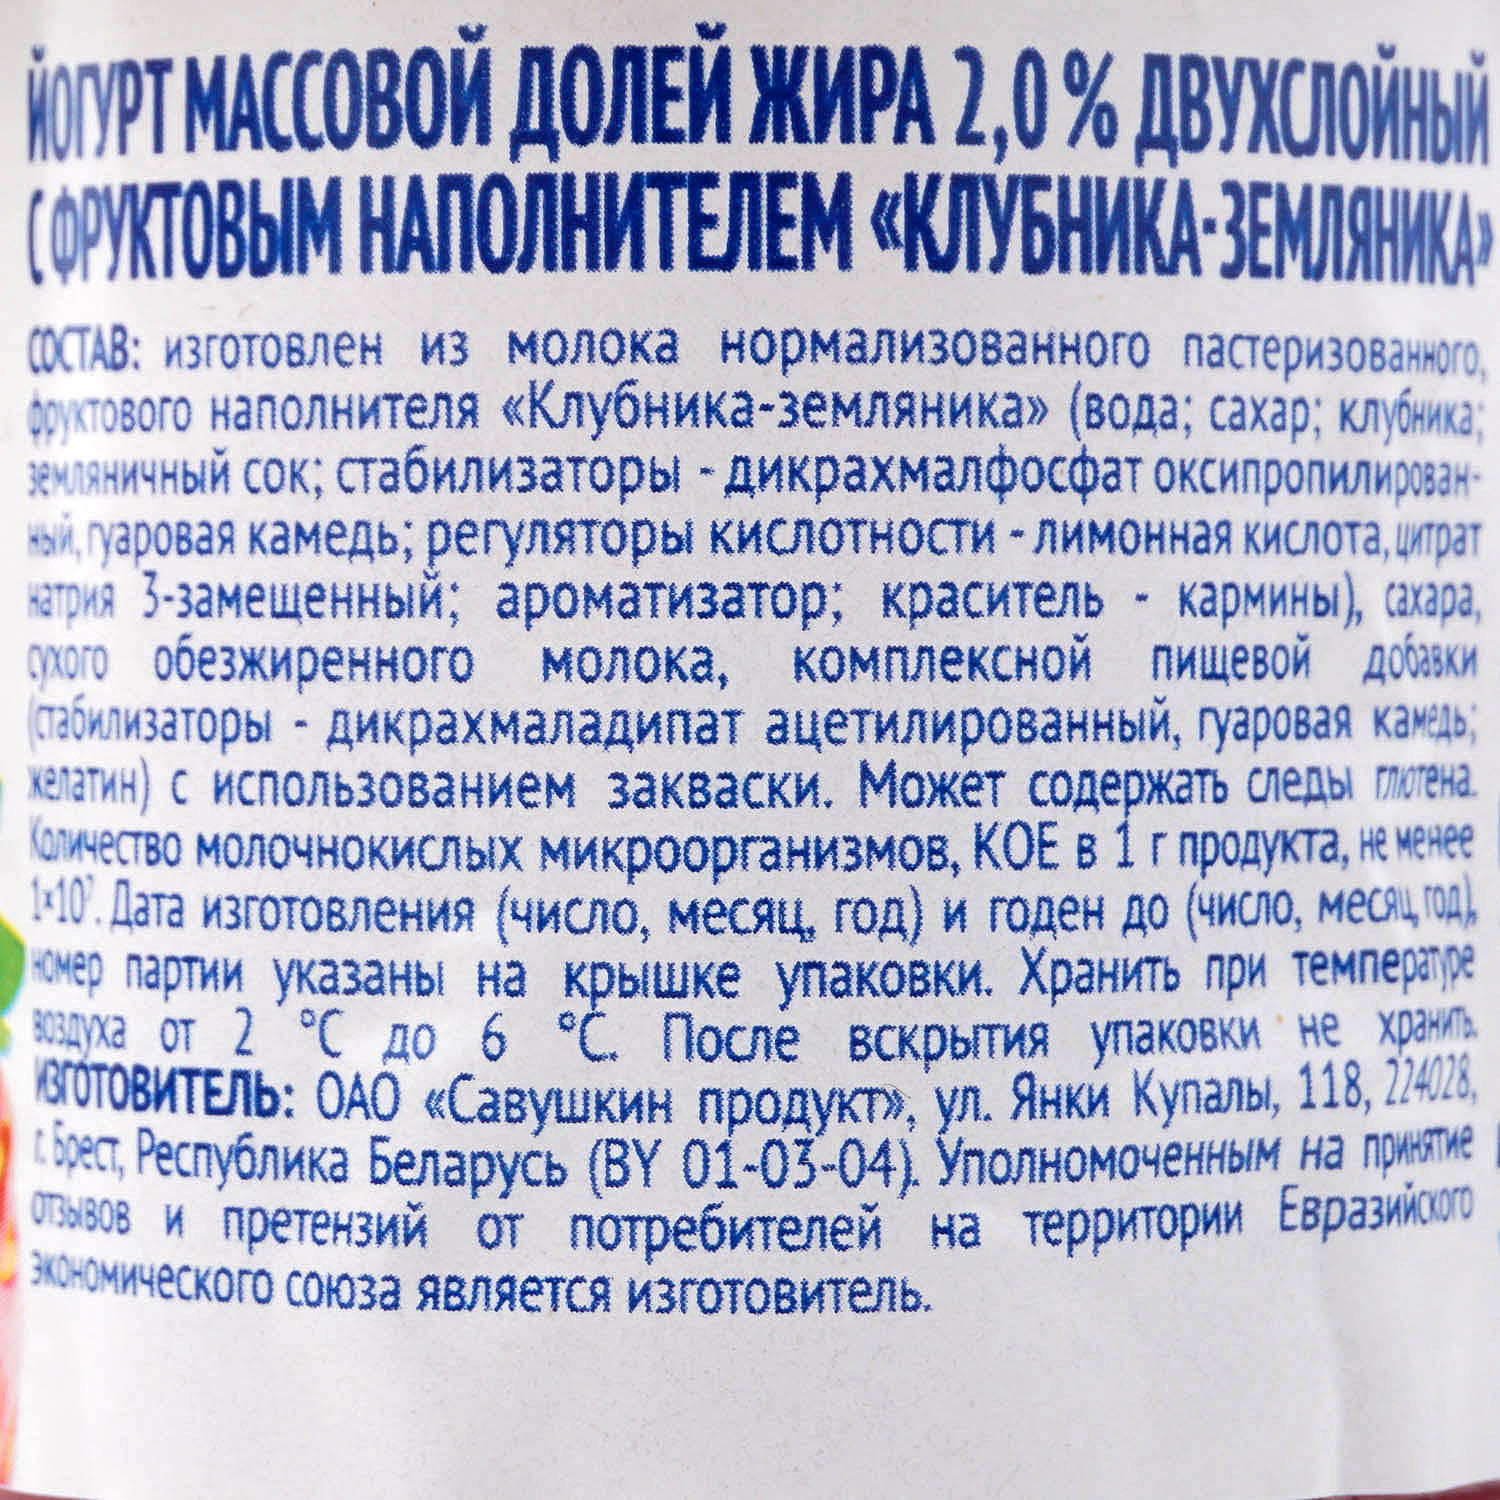 ЙОГУРТ МАССОВОЙ ДОЛЕЙ ЖИРА 2,0 % ДВУХСЛОЙНЫЙ
С ФРУКТОВЫМ НАПОЛНИТЕЛЕМ «КЛУБНИКА-ЗЕМЛЯНИКА»
СОСТАВ: изготовлен из молока нормализованного пастеризованного,
фруктового наполнителя «Клубника-земляника» (вода; сахар; клубника;
земляничный сок; стабилизаторы - дикрахмалфосфат оксипропилирован-
ный, гуаровая камедь; регуляторы кислотности - лимонная кислота, цитрат
натрия 3-замещенный; ароматизатор; краситель - кармины), сахара,
сухого обезжиренного молока, комплексной пищевой добавки
(стабилизаторы - дикрахмаладипат ацетилированный, гуаровая камедь;
желатин) с использованием закваски. Может содержать следы глютена.
Количество молочнокислых микроорганизмов, КОЕ в 1 г продукта, не менее
1×10⁷. Дата изготовления (число, месяц, год) и годен до (число, месяц, год),
номер партии указаны на крышке упаковки. Хранить при температуре
воздуха от 2 °С до 6 °С. После вскрытия упаковки не хранить.
ИЗГОТОВИТЕЛЬ: ОАО «Савушкин продукт», ул. Янки Купалы, 118, 224028,
г. Брест, Республика Беларусь (BY 01-03-04). Уполномоченным на принятие
отзывов и претензий от потребителей на территории Евразийского
экономического союза является изготовитель.